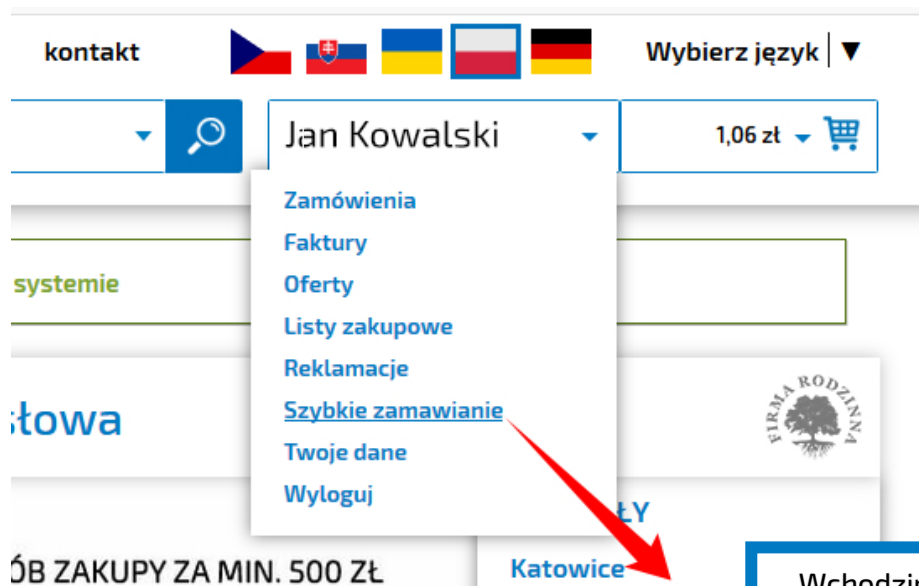 kontakt
Wybierz język ▼
Jan Kowalski
1,06 zł
Zamówienia
Faktury
Oferty
Listy zakupowe
Reklamacje
Szybkie zamawianie
Twoje dane
Wyloguj
systemie
słowa
FIRMA RODZINNA
ŁY
Katowice
ÓB ZAKUPY ZA MIN. 500 ZŁ